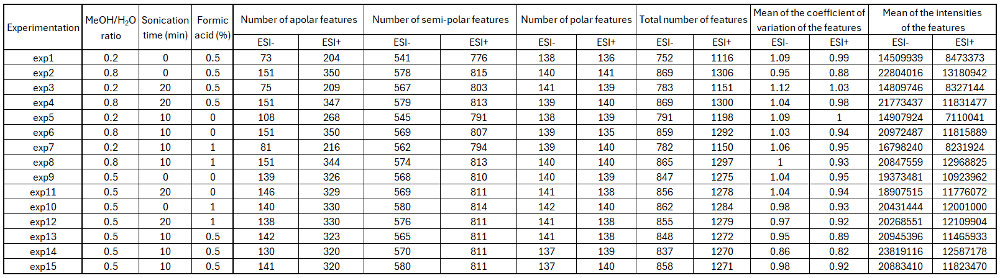 Experimentation MeOH/H2O ratio Sonication time (min) Formic acid (%) Number of apolar features Number of semi-polar features Number of polar features Total number of features Mean of the coefficient of variation of the features Mean of the intensities of the features
ESI- ESI+ ESI- ESI+ ESI- ESI+ ESI- ESI+ ESI- ESI+ ESI- ESI+
exp1 0.2 0 0.5 73 204 541 776 138 136 752 1116 1.09 0.99 14509939 8473373
exp2 0.8 0 0.5 151 350 578 815 140 141 869 1306 0.95 0.88 22804016 13180942
exp3 0.2 20 0.5 75 209 567 803 141 139 783 1151 1.12 1.03 14809746 8327144
exp4 0.8 20 0.5 151 347 579 813 139 140 869 1300 1.04 0.98 21773437 11831477
exp5 0.2 10 0 108 268 545 791 138 139 791 1198 1.09 1 14907924 7110041
exp6 0.8 10 0 151 350 569 807 139 135 859 1292 1.03 0.94 20972487 11815889
exp7 0.2 10 1 81 216 562 794 139 140 782 1150 1.06 0.95 16798240 8231924
exp8 0.8 10 1 151 344 574 813 140 140 865 1297 1 0.93 20847559 12968825
exp9 0.5 0 0 139 326 568 810 140 139 847 1275 1.04 0.95 19373481 10923962
exp11 0.5 20 0 146 329 569 811 141 138 856 1278 1.04 0.94 18907515 11776072
exp10 0.5 0 1 140 330 580 814 142 140 862 1284 0.98 0.93 20431444 12001000
exp12 0.5 20 1 138 330 576 811 141 138 855 1279 0.97 0.92 20268551 12109904
exp13 0.5 10 0.5 142 323 565 811 141 138 848 1272 0.95 0.89 20945396 11465933
exp14 0.5 10 0.5 130 320 570 811 137 139 837 1270 0.86 0.82 23819116 12587178
exp15 0.5 10 0.5 141 320 580 811 137 140 858 1271 0.98 0.92 20883410 11823470